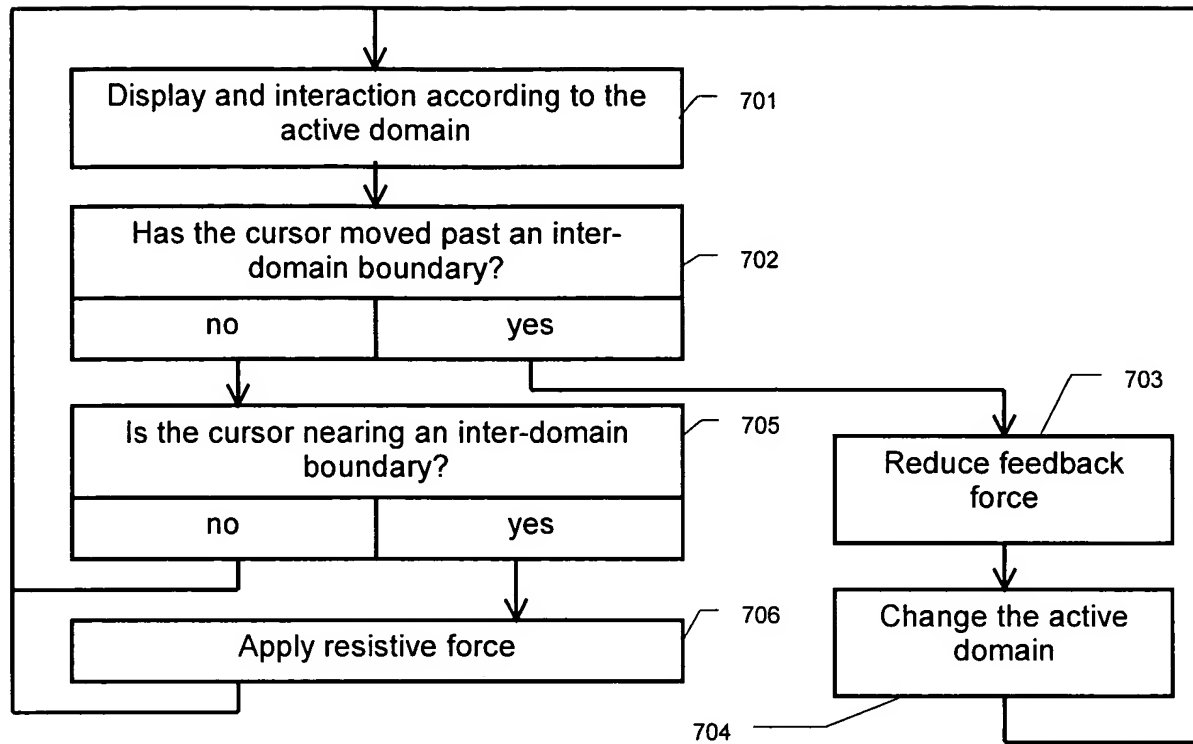 Display and interaction according to the
active domain
701
Has the cursor moved past an inter-
domain boundary?
702
no
yes
703
Is the cursor nearing an inter-domain
boundary?
705
Reduce feedback
force
no
yes
Apply resistive force
706
Change the active
domain
704